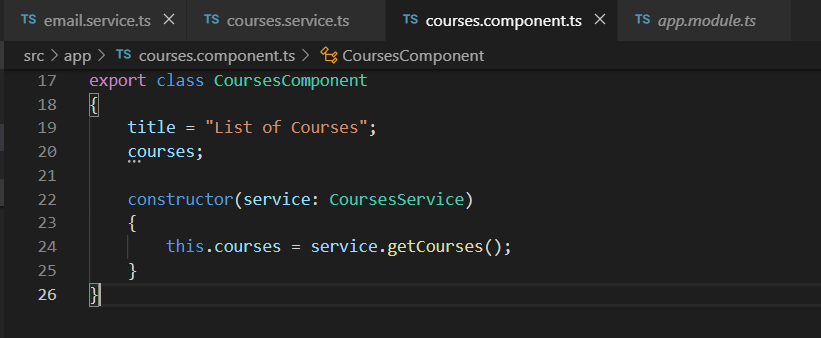 TS email.service.ts × TS courses.service.ts TS courses.component.ts × TS app.module.ts
src > app > TS courses.component.ts > CoursesComponent
17 export class CoursesComponent
18 {
19 title = "List of Courses";
20 courses;
21
22 constructor(service: CoursesService)
23 {
24 this.courses = service.getCourses();
25 }
26 }